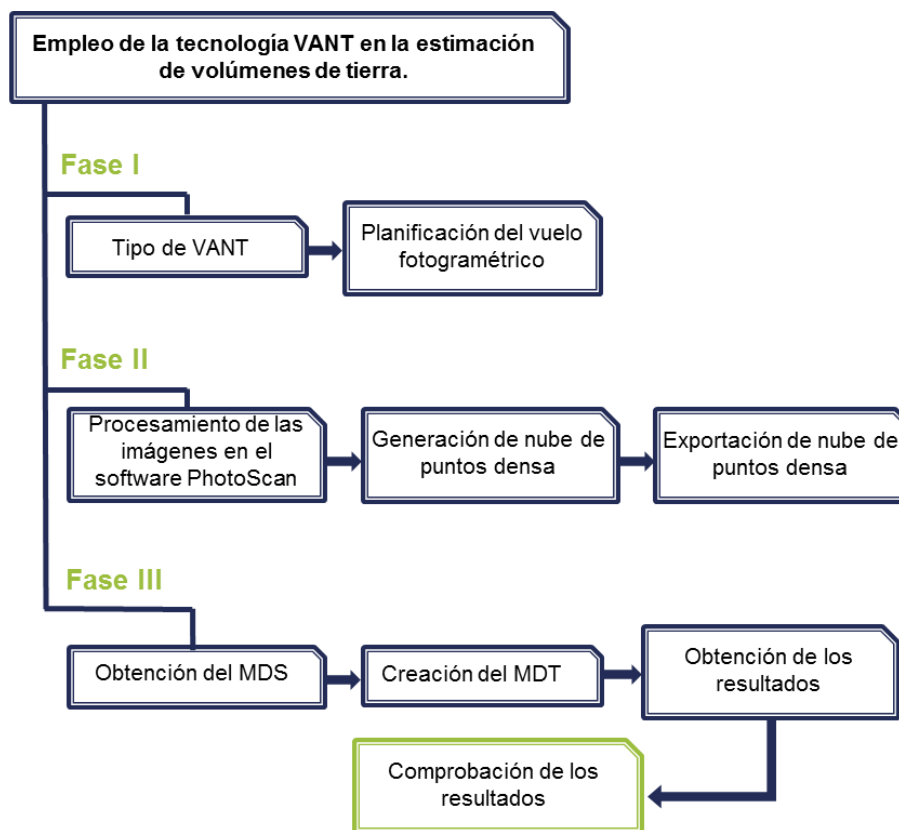 Empleo de la tecnología VANT en la estimación
de volúmenes de tierra.
Fase I
Tipo de VANT
Planificación del vuelo
fotogramétrico
Fase II
Procesamiento de las
imágenes en el
software PhotoScan
Generación de nube de
puntos densa
Exportación de nube de
puntos densa
Fase III
Obtención del MDS
Creación del MDT
Obtención de los
resultados
Comprobación de los
resultados